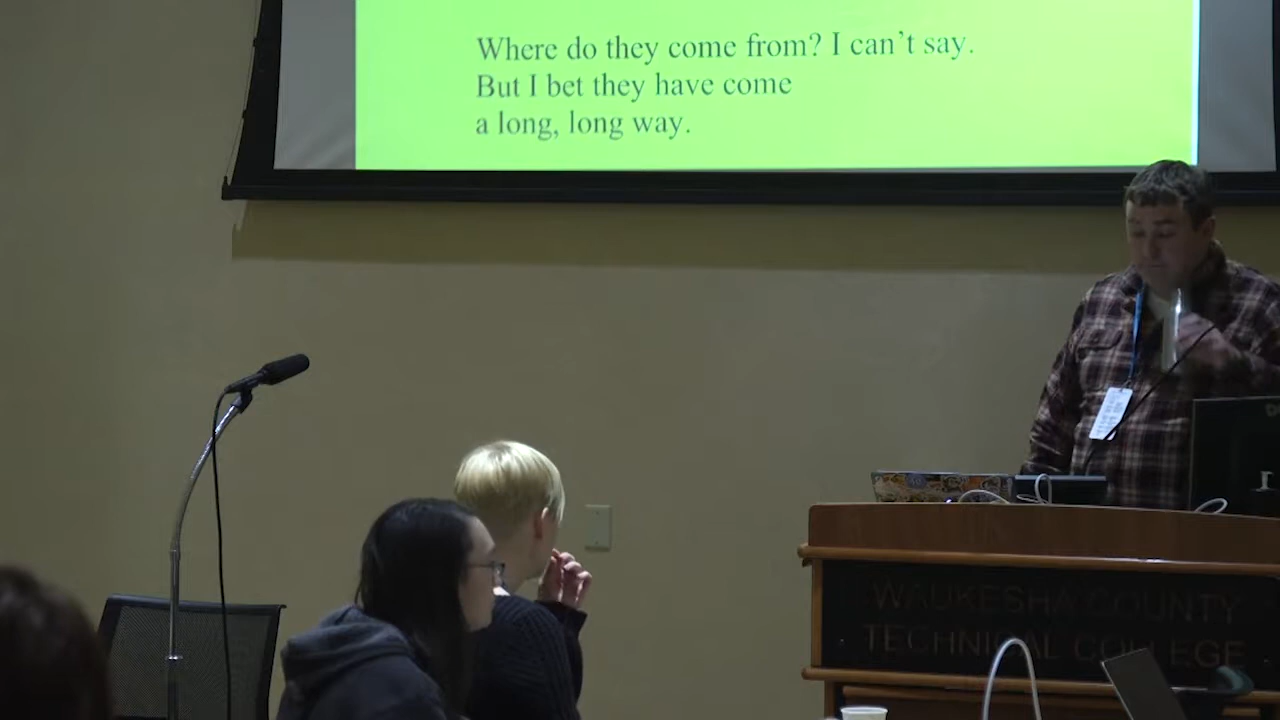 Where do they come from? I can't say.
But I bet they have come
a long, long way.
WAUKESHA COUNTY
TECHNICAL COLLEGE